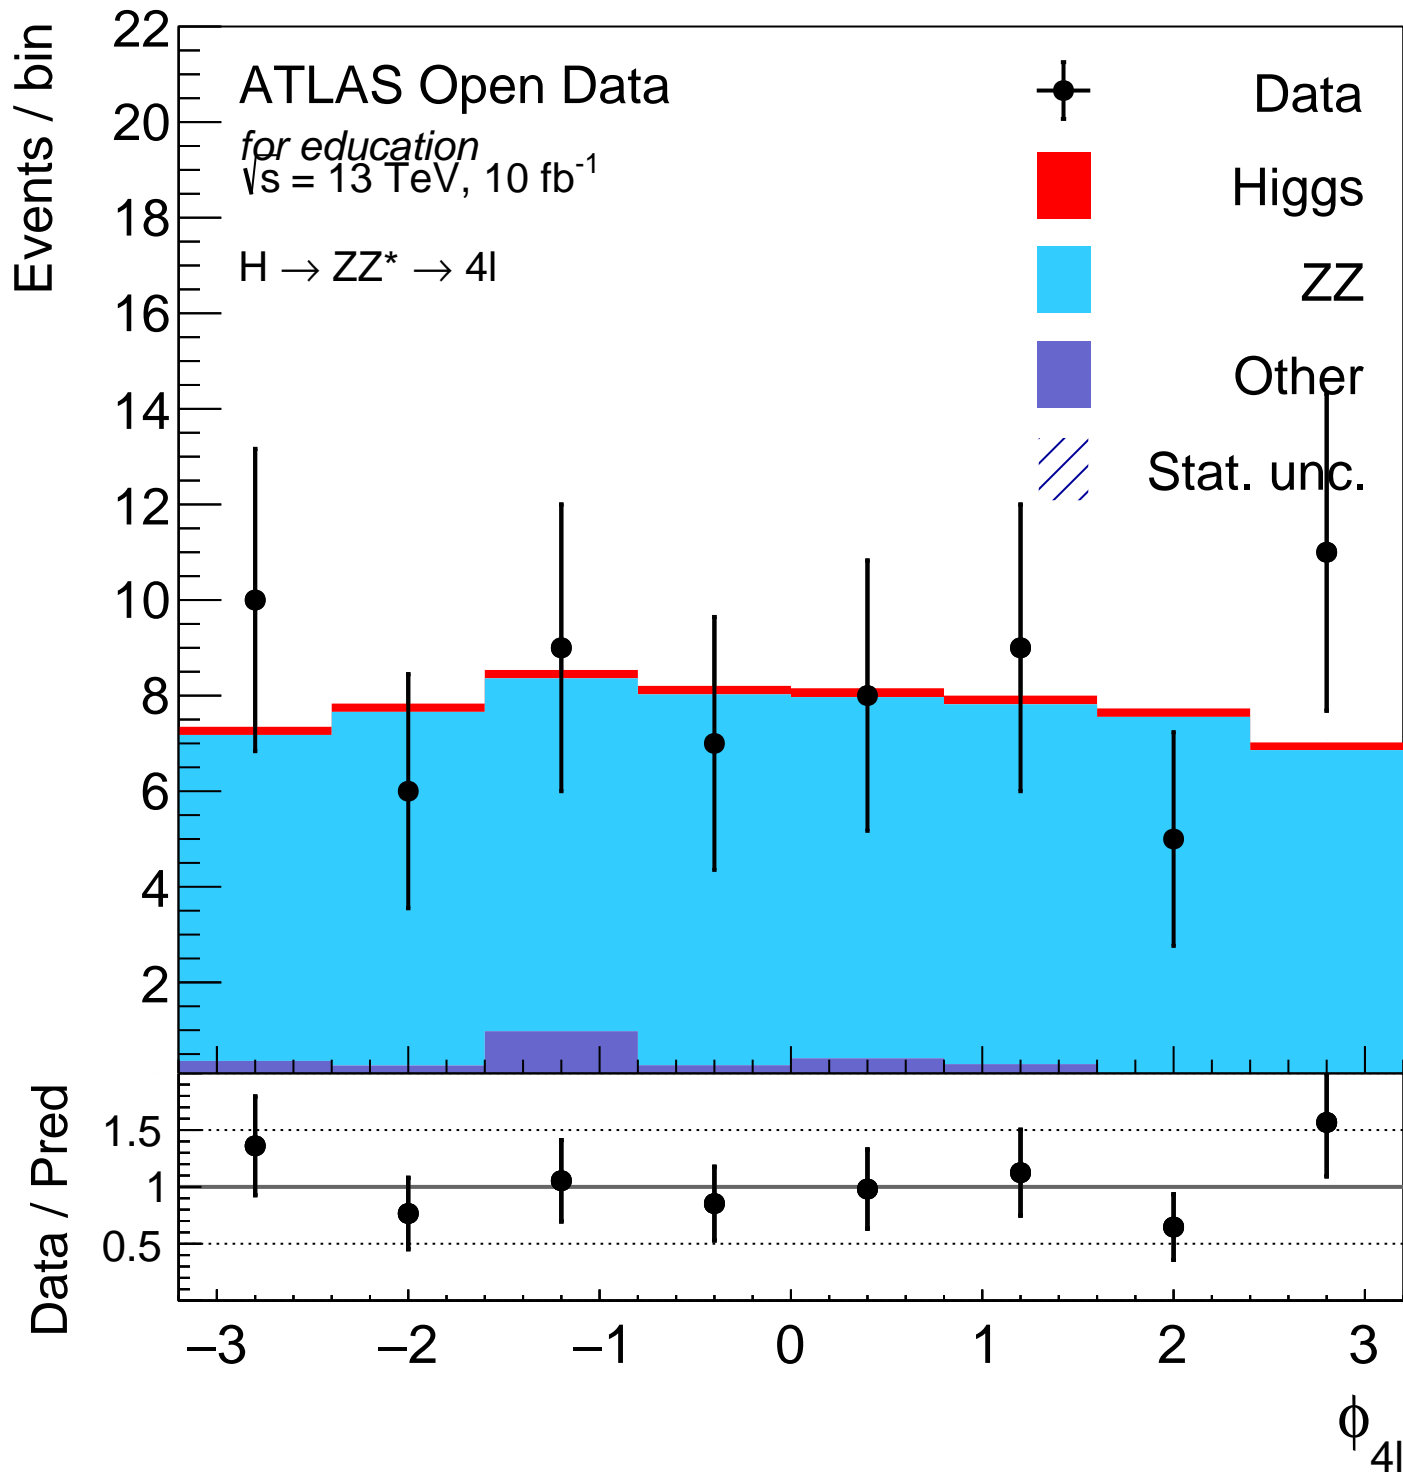 Events / bin
22
20
18
16
14
12
10
8
6
4
2
ATLAS Open Data
for education
√s = 13 TeV, 10 fb-1
H → ZZ* → 4l
Data
Higgs
ZZ
Other
Stat. unc.
Data / Pred
1.5
1
0.5
−3 −2 −1 0 1 2 3
ϕ4l